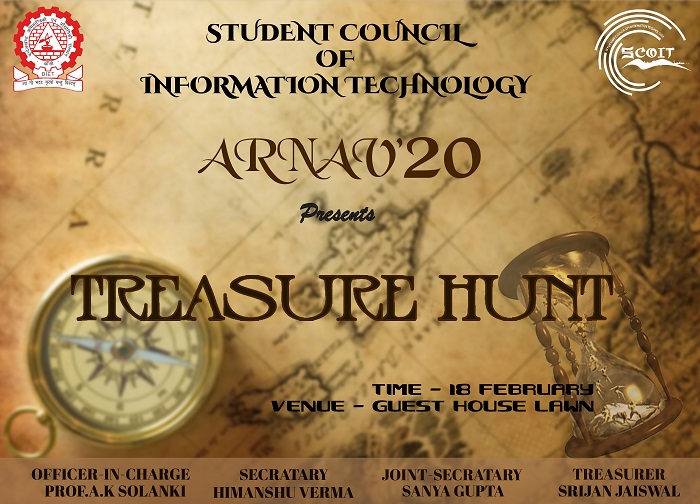 STUDENT COUNCIL
OF
INFORMATION TECHNOLOGY
SCOIT
BIET
ARNAV'20
Presents
TREASURE HUNT
TIME - 18 FEBRUARY
VENUE - GUEST HOUSE LAWN
OFFICER-IN-CHARGE
PROF.A.K SOLANKI
SECRATARY
HIMANSHU VERMA
JOINT-SECRATARY
SANYA GUPTA
TREASURER
SRIJAN JAISWAL